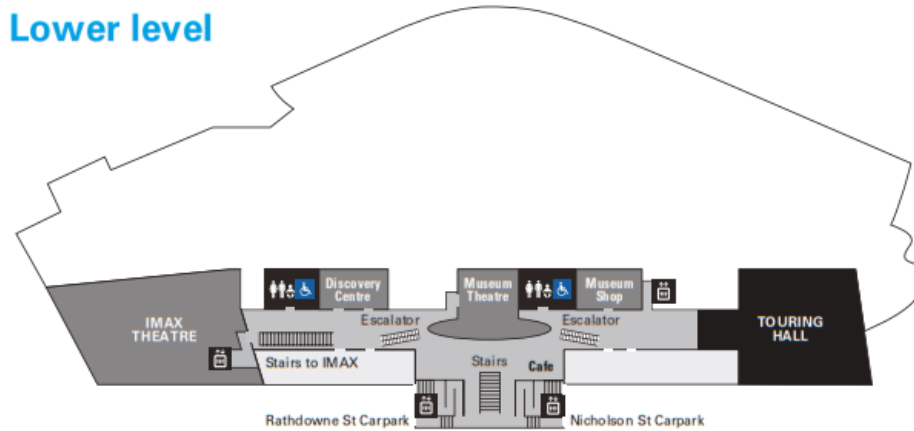 Lower level
Discovery
Centre
Museum
Theatre
Museum
Shop
IMAX
THEATRE
Escalator
Escalator
TOURING
HALL
Stairs to IMAX
Stairs
Cafe
Rathdowne St Carpark
Nicholson St Carpark